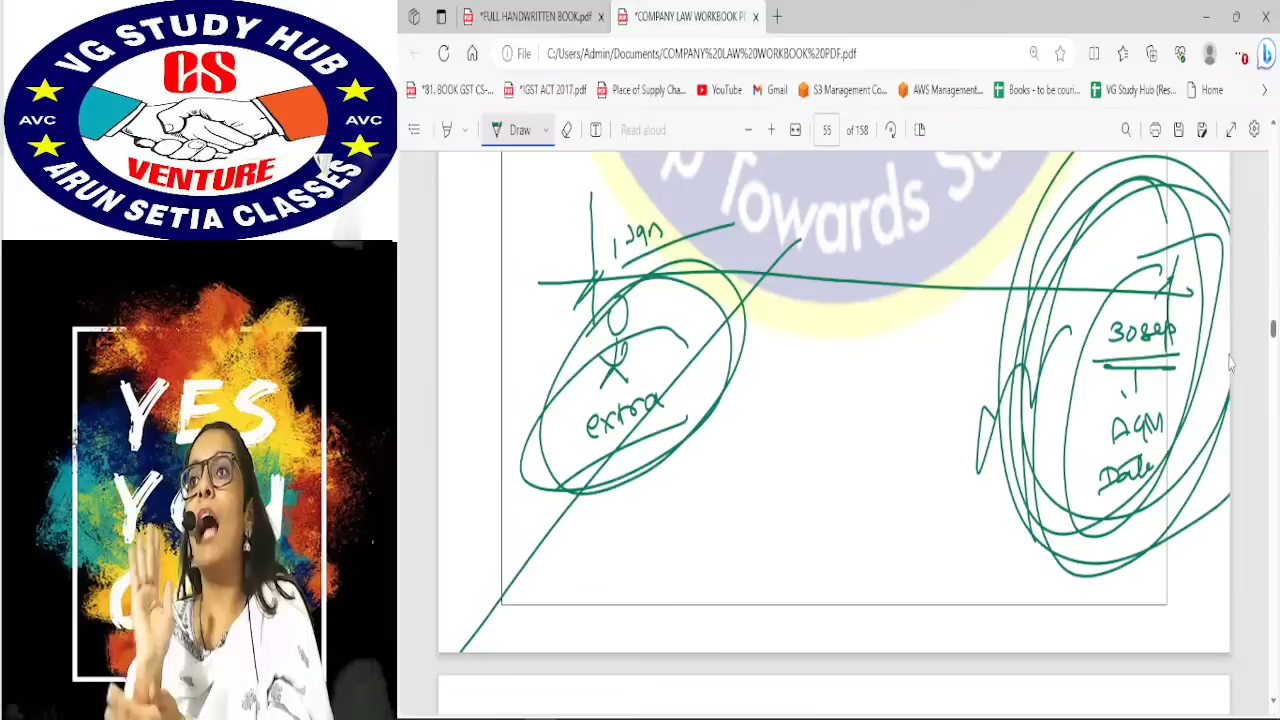 VG STUDY HUB
CS
AVC
AVC
VENTURE
ARUN SETIA CLASSES
YES
*FULL HANDWRITTEN BOOK.pdf
*COMPANY LAW WORKBOOK P
File
C:/Users/Admin/Documents/COMPANY%20LAW%20WORKBOOK%20PDF.pdf
*81. BOOK GST CS-...
*IGST ACT 2017.pdf
Place of Supply Cha...
YouTube
Gmail
S3 Management Co...
AWS Management...
Books - to be couri...
VG Study Hub (Res...
Home
Draw
Read aloud
55
of 158
Towards
1 Jan
extra
30 sep
AGM
Date